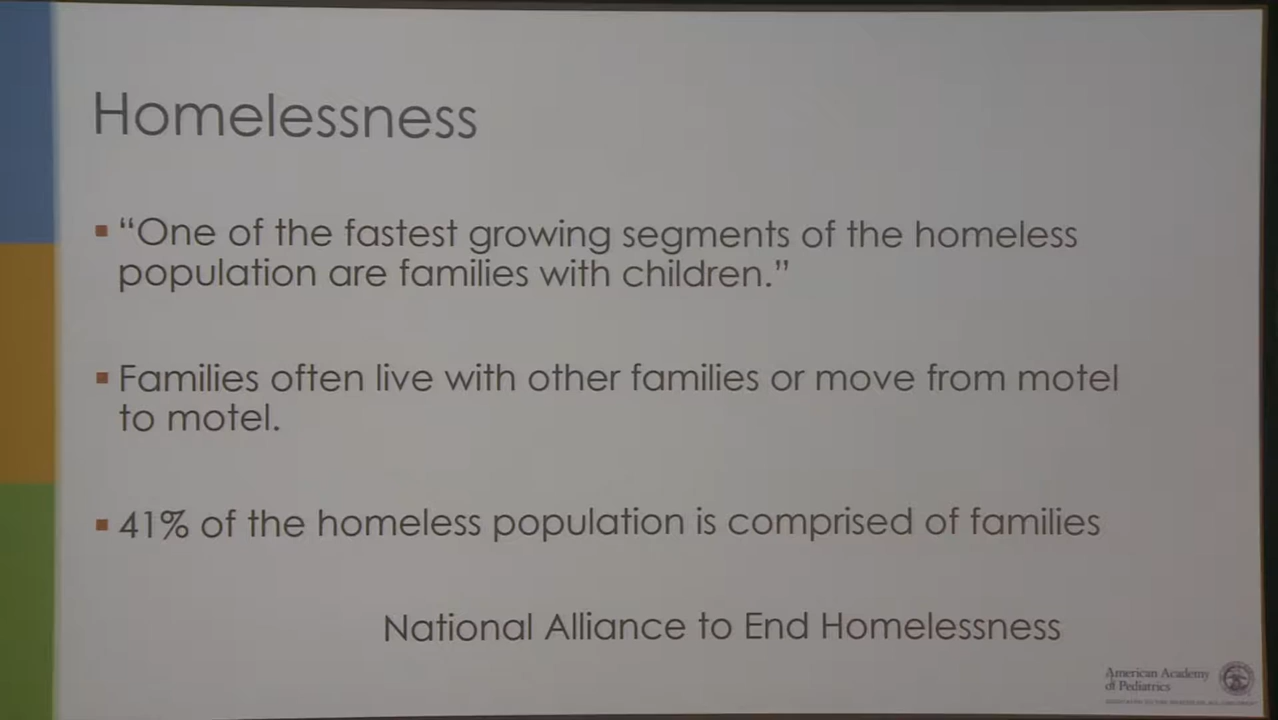 Homelessness
▪ “One of the fastest growing segments of the homeless
population are families with children.”
▪ Families often live with other families or move from motel
to motel.
▪ 41% of the homeless population is comprised of families
National Alliance to End Homelessness
American Academy
of Pediatrics